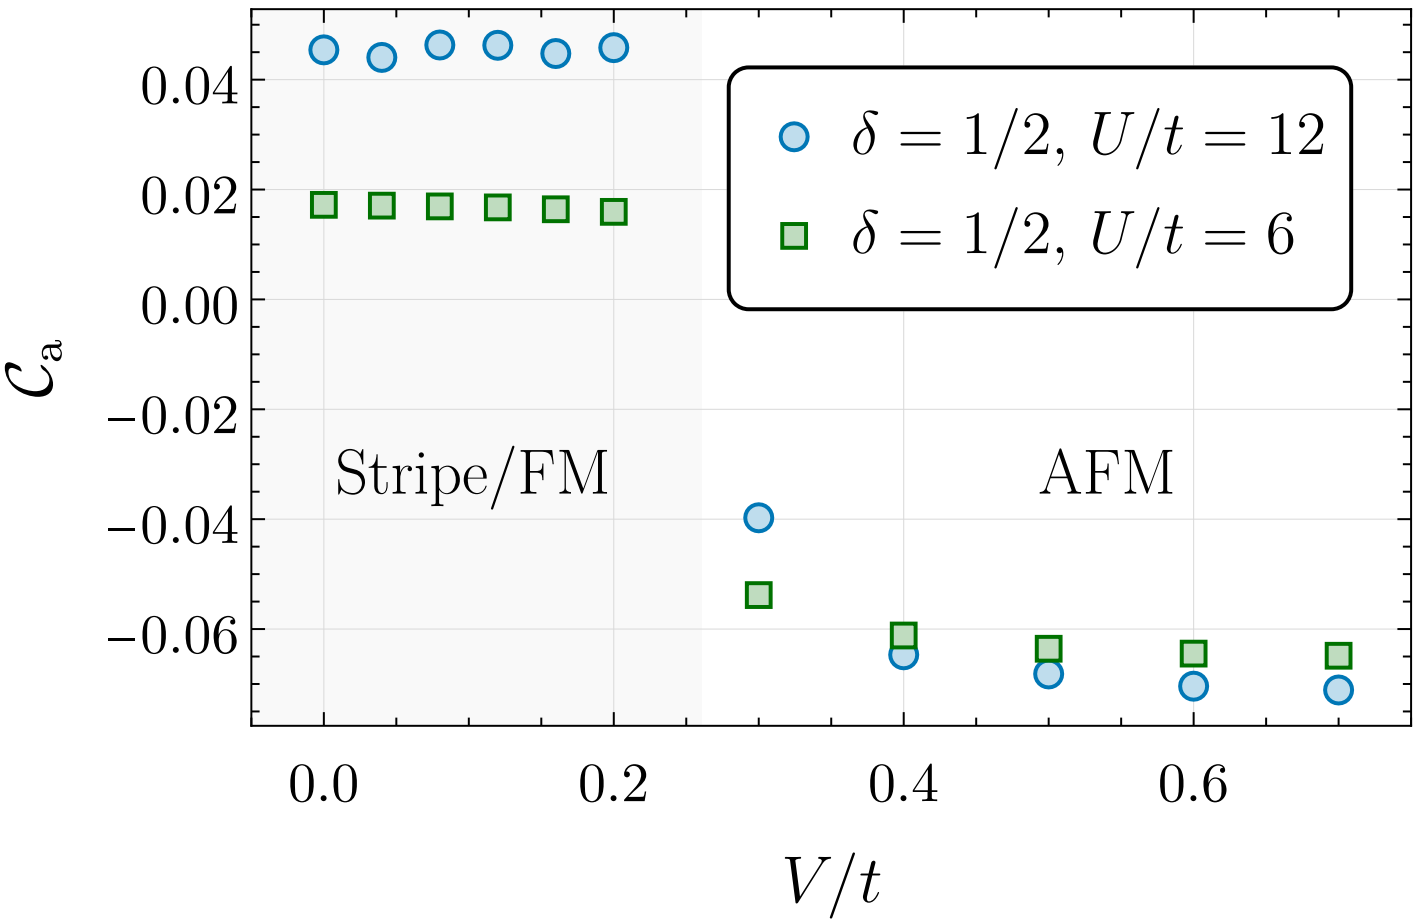 0.04
0.02
0.00
−0.02
−0.04
−0.06
𝒞a
δ = 1/2, U/t = 12
δ = 1/2, U/t = 6
Stripe/FM
AFM
0.0 0.2 0.4 0.6
V/t